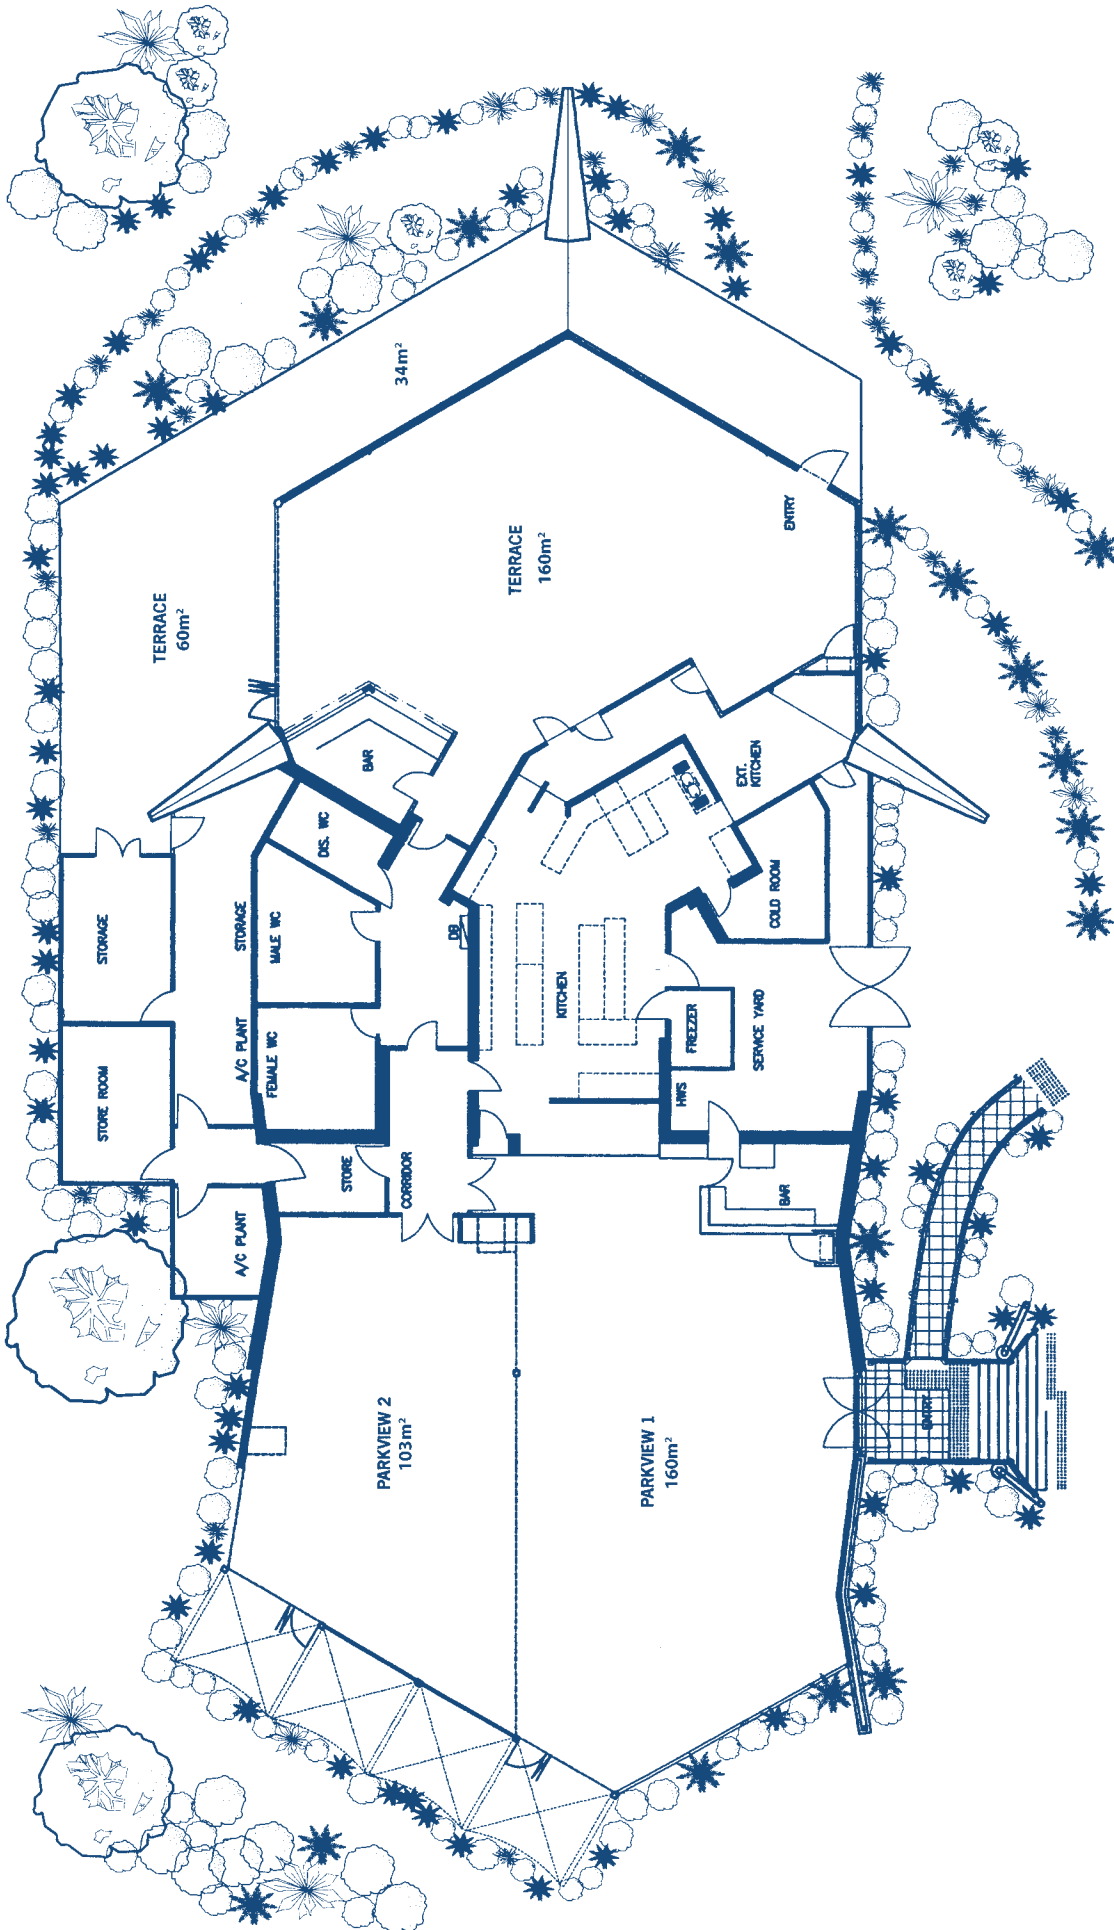 34m²
TERRACE
60m²
TERRACE
160m²
ENTRY
BAR
EXT.
KITCHEN
DIS. WC
STORAGE
STORAGE
MALE WC
DB
COLD ROOM
KITCHEN
STORE ROOM
A/C PLANT
FEMALE WC
FREEZER
SERVICE YARD
HWS
STORE
CORRIDOR
BAR
A/C PLANT
PARKVIEW 2
103m²
PARKVIEW 1
160m²
ENTRY